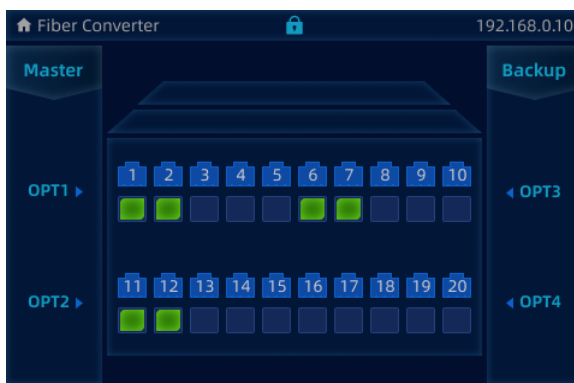 Fiber Converter 192.168.0.10
Master Backup
1 2 3 4 5 6 7 8 9 10
OPT1 OPT3
11 12 13 14 15 16 17 18 19 20
OPT2 OPT4